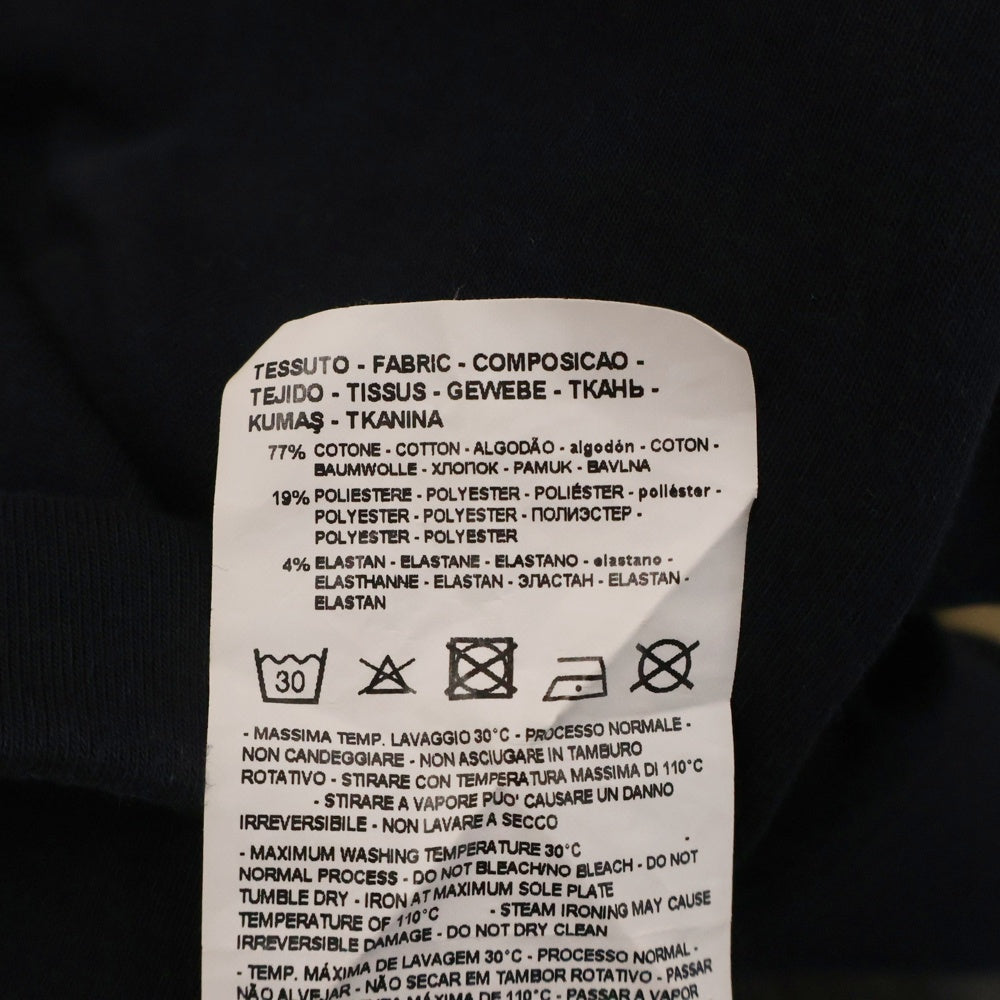 TESSUTO - FABRIC - COMPOSICAO -
TEJIDO - TISSUS - GEWEBE - ТКАНЬ -
KUMAŞ - TKANINA
77% COTONE - COTTON - ALGODÃO - algodón - COTON -
BAUMWOLLE - ХЛОПОК - PAMUK - BAVLNA
19% POLIESTERE - POLYESTER - POLIÉSTER - poliéster -
POLYESTER - POLYESTER - ПОЛИЭСТЕР -
POLYESTER - POLYESTER
4% ELASTAN - ELASTANE - ELASTANO - elastano -
ELASTHANNE - ELASTAN - ЭЛАСТАН - ELASTAN -
ELASTAN
30
- MASSIMA TEMP. LAVAGGIO 30°C - PROCESSO NORMALE -
NON CANDEGGIARE - NON ASCIUGARE IN TAMBURO
ROTATIVO - STIRARE CON TEMPERATURA MASSIMA DI 110°C
- STIRARE A VAPORE PUO' CAUSARE UN DANNO
IRREVERSIBILE - NON LAVARE A SECCO
- MAXIMUM WASHING TEMPERATURE 30°C
NORMAL PROCESS - DO NOT BLEACH/NO BLEACH - DO NOT
TUMBLE DRY - IRON AT MAXIMUM SOLE PLATE
TEMPERATURE OF 110°C - STEAM IRONING MAY CAUSE
IRREVERSIBLE DAMAGE - DO NOT DRY CLEAN
- TEMP. MÁXIMA DE LAVAGEM 30°C - PROCESSO NORMAL -
NÃO ALVEJAR - NÃO SECAR EM TAMBOR ROTATIVO - PASSAR
MÁXIMA DE 110°C - PASSAR A VAPOR